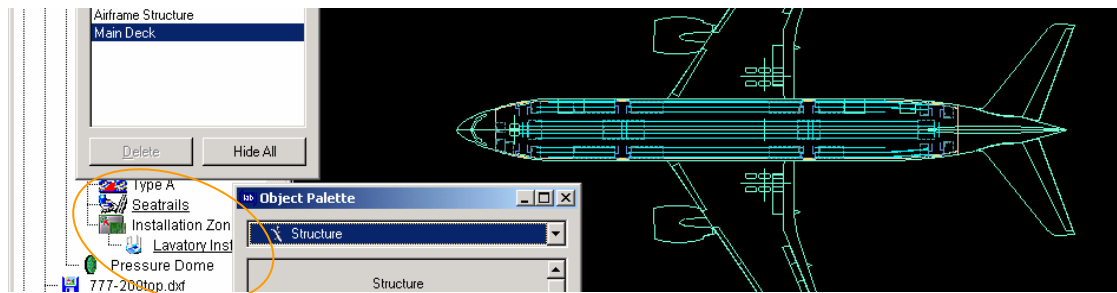 Airframe Structure
Main Deck
Delete
Hide All
Type A
Seatrails
Object Palette
Structure
Installation Zon
Lavatory Inst
Pressure Dome
Structure
777-200top.dxf